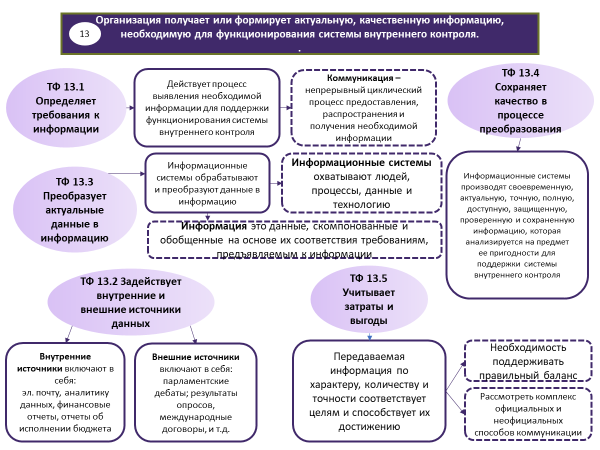 13
Организация получает или формирует актуальную, качественную информацию,
необходимую для функционирования системы внутреннего контроля.
.
ТФ 13.1
Определяет
требования к
информации
Действует процесс
выявления необходимой
информации для поддержки
функционирования системы
внутреннего контроля
Коммуникация –
непрерывный циклический
процесс предоставления,
распространения и
получения необходимой
информации
ТФ 13.4
Сохраняет
качество в
процессе
преобразования
ТФ 13.3
Преобразует
актуальные
данные в
информацию
Информационные
системы обрабатывают
и преобразуют данные в
информацию
Информационные системы
охватывают людей,
процессы, данные и
технологию
Информация это данные, скомпонованные и
обобщенные на основе их соответствия требованиям,
предъявляемым к информации
Информационные системы
производят своевременную,
актуальную, точную, полную,
доступную, защищенную,
проверенную и сохраненную
информацию, которая
анализируется на предмет
ее пригодности для
поддержки системы
внутреннего контроля
ТФ 13.2 Задействует
внутренние и
внешние источники
данных
ТФ 13.5
Учитывает
затраты и
выгоды
Внутренние
источники включают в
себя:
эл. почту, аналитику
данных, финансовые
отчеты, отчеты об
исполнении бюджета
Внешние источники
включают в себя:
парламентские
дебаты; результаты
опросов,
международные
договоры, и т.д.
Передаваемая
информация по
характеру, количеству и
точности соответствует
целям и способствует их
достижению
Необходимость
поддерживать
правильный баланс
Рассмотреть комплекс
официальных и
неофициальных
способов коммуникации